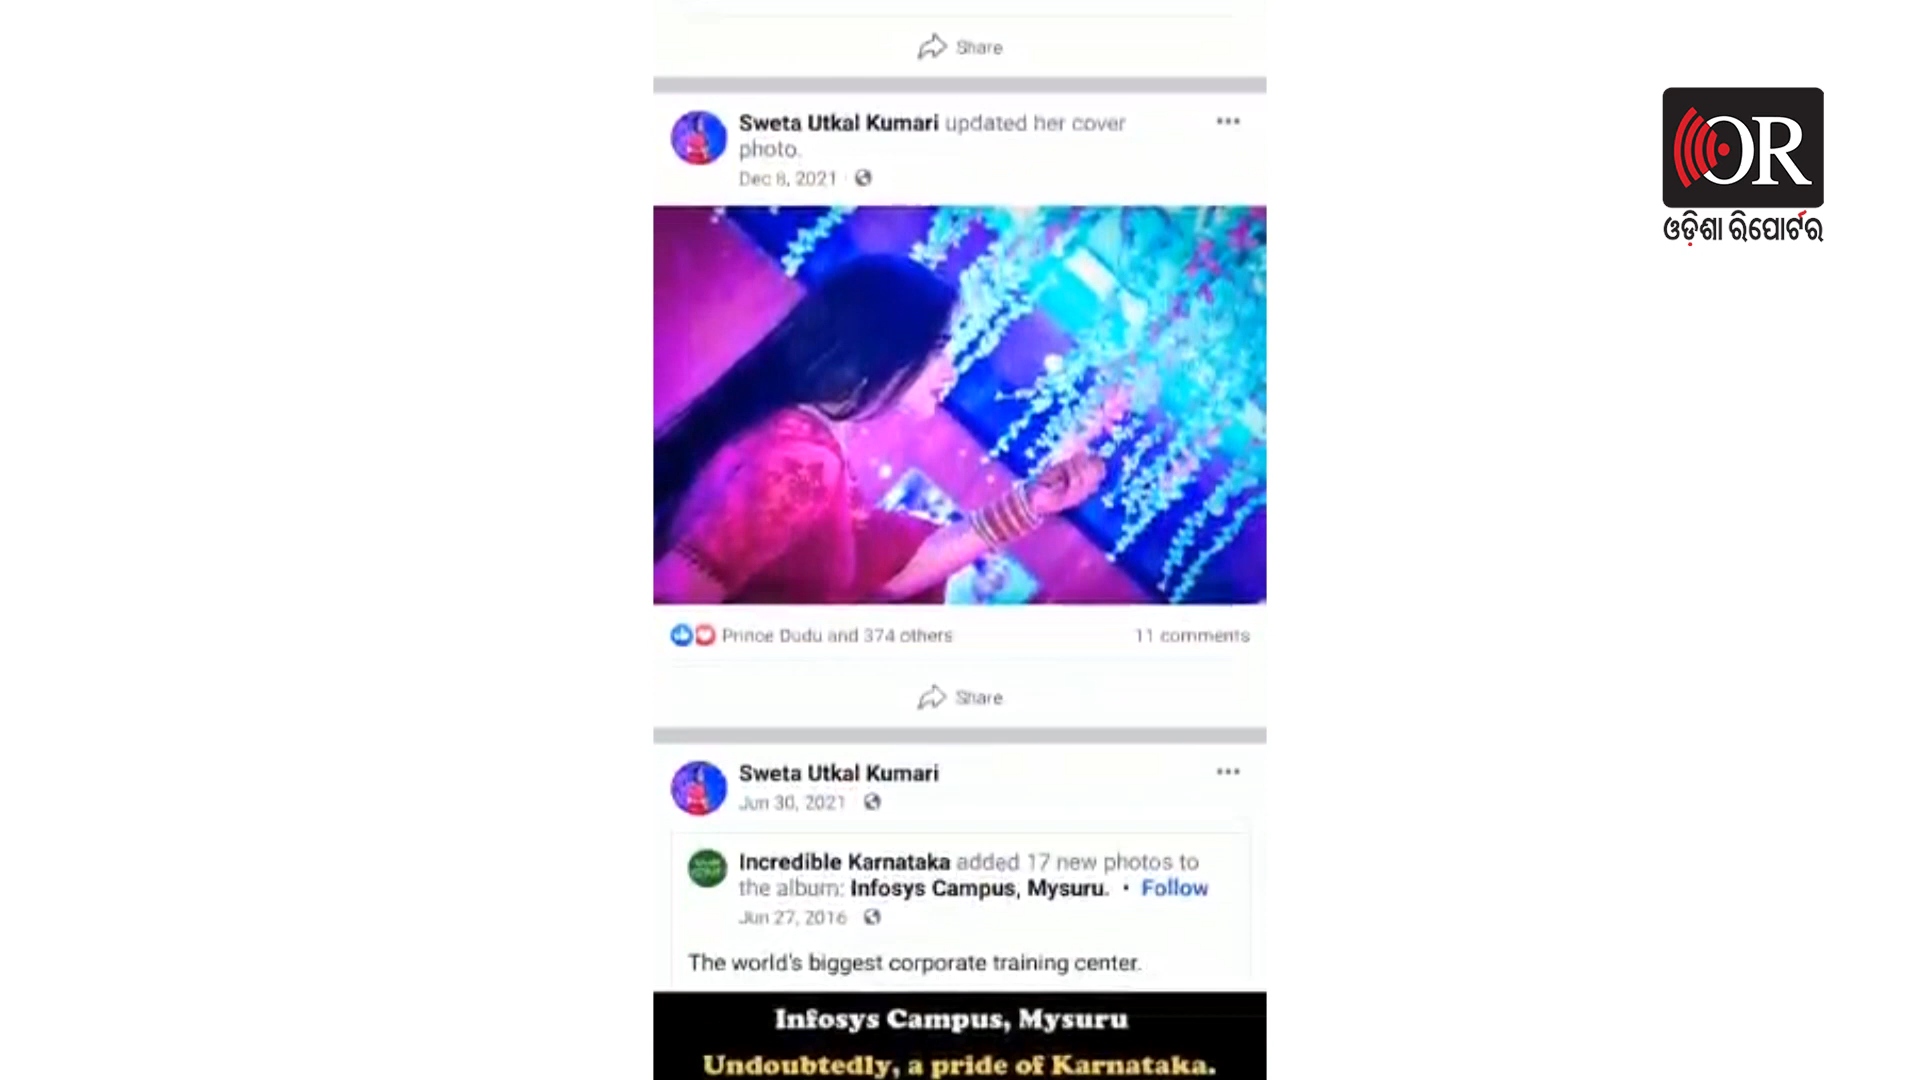 Share
Sweta Utkal Kumari updated her cover
photo.
Dec 8, 2021
Prince Dudu and 374 others
11 comments
Share
Sweta Utkal Kumari
Jun 30, 2021
Incredible Karnataka added 17 new photos to
the album: Infosys Campus, Mysuru. • Follow
Jun 27, 2016
The world's biggest corporate training center.
Infosys Campus, Mysuru
Undoubtedly, a pride of Karnataka.
OR
ଓଡ଼ିଶା ରିପୋର୍ଟର